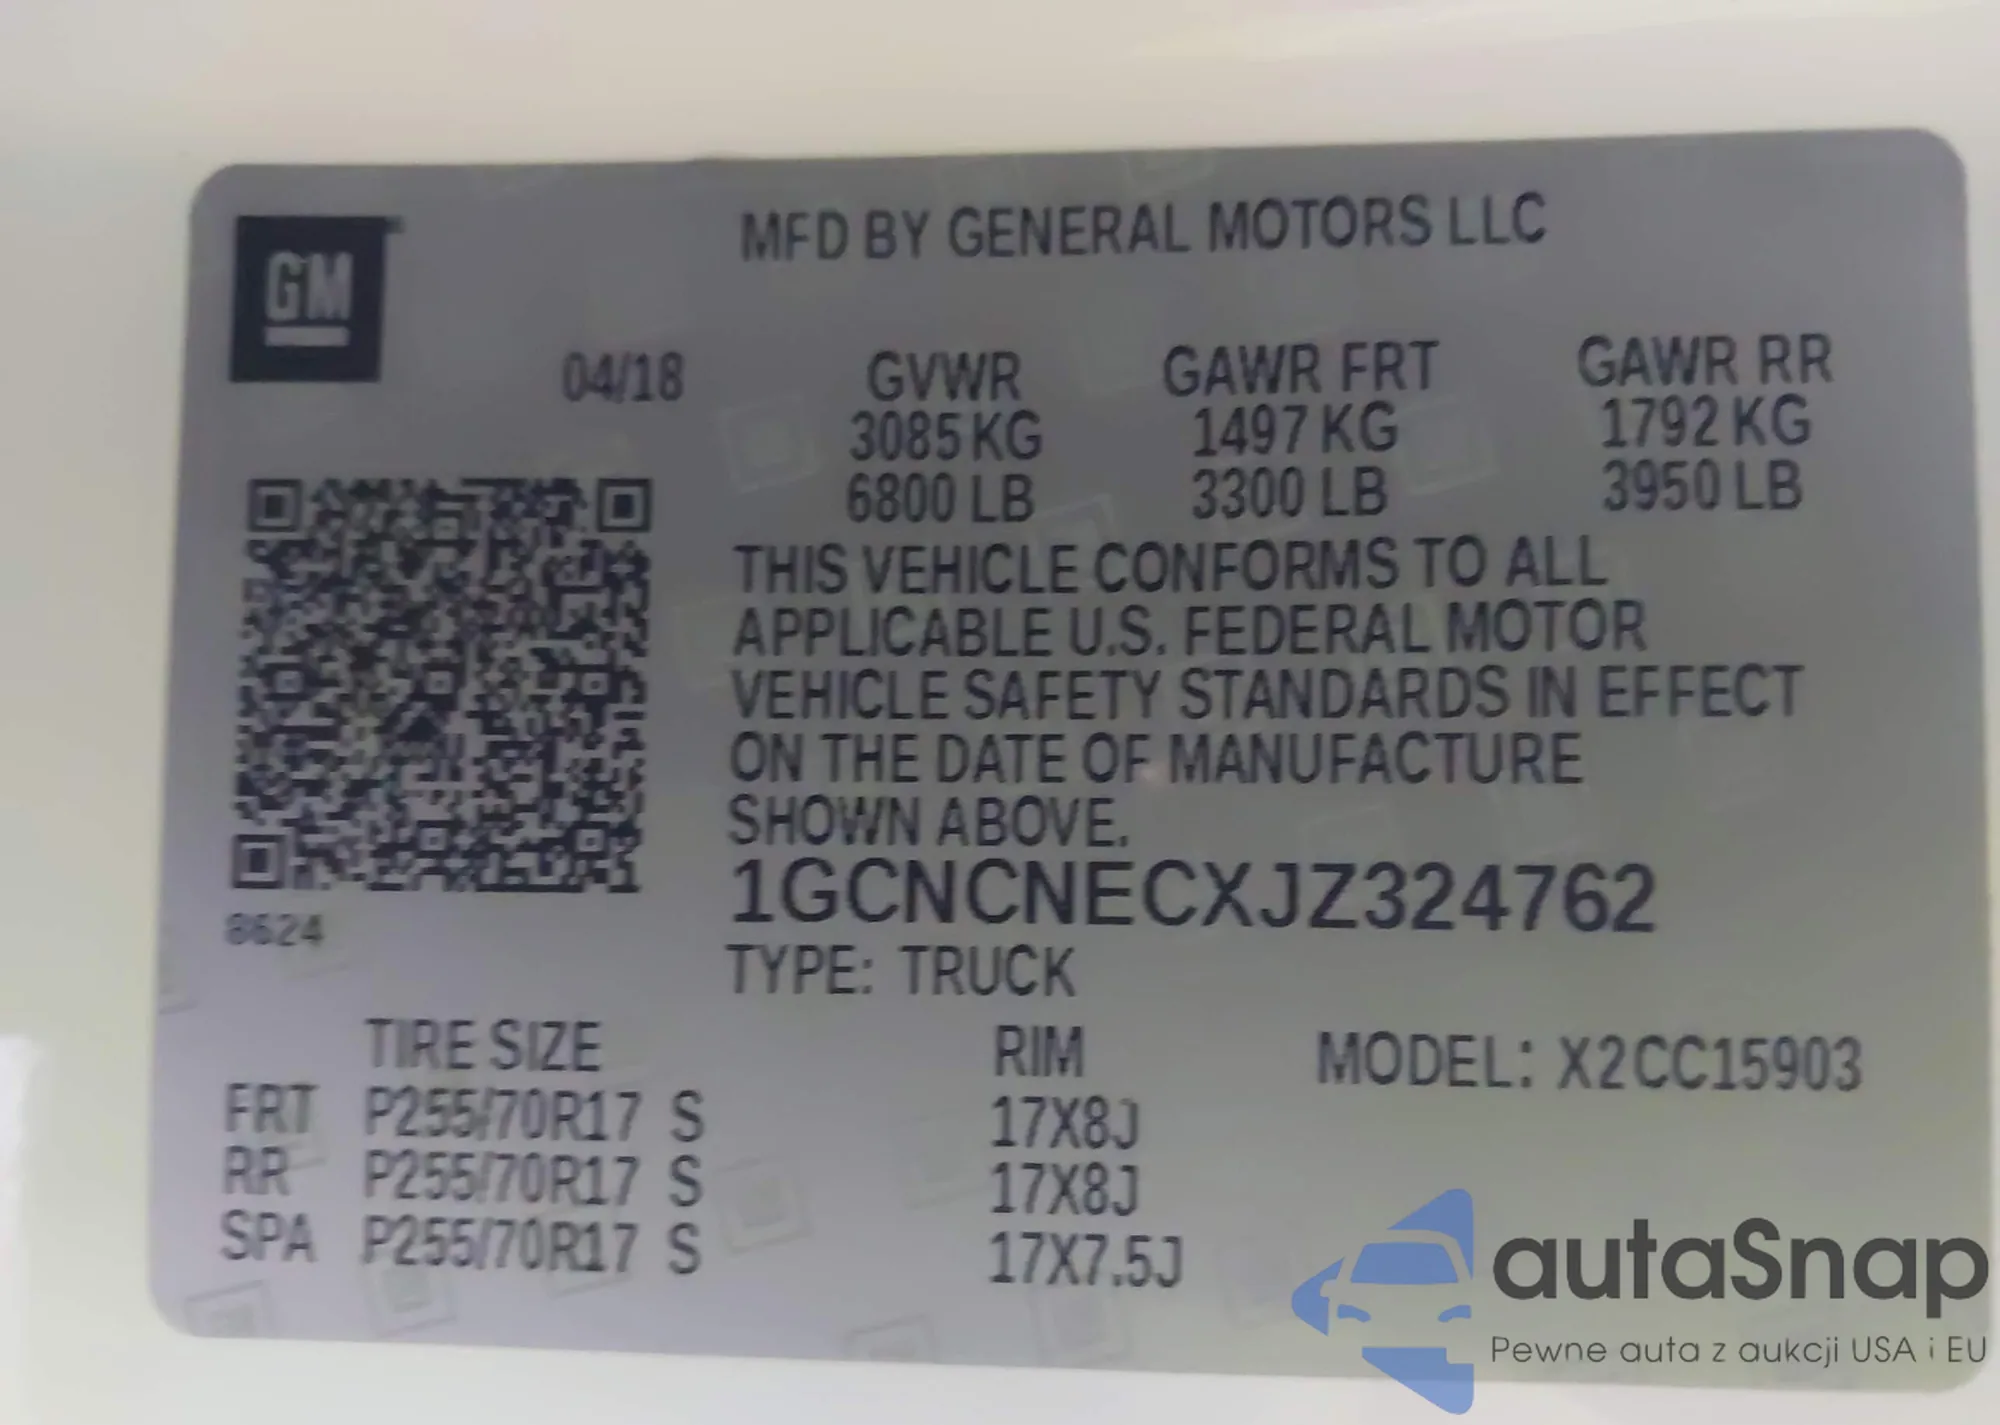 GM
MFD BY GENERAL MOTORS LLC
04/18 GVWR GAWR FRT GAWR RR
3085 KG 1497 KG 1792 KG
6800 LB 3300 LB 3950 LB
THIS VEHICLE CONFORMS TO ALL
APPLICABLE U.S. FEDERAL MOTOR
VEHICLE SAFETY STANDARDS IN EFFECT
ON THE DATE OF MANUFACTURE
SHOWN ABOVE.
1GCNCNECXJZ324762
8624
TYPE: TRUCK
TIRE SIZE RIM MODEL: X2CC15903
FRT P255/70R17 S 17X8J
RR P255/70R17 S 17X8J
SPA P255/70R17 S 17X7.5J
autaSnap
Pewne auta z aukcji USA i EU